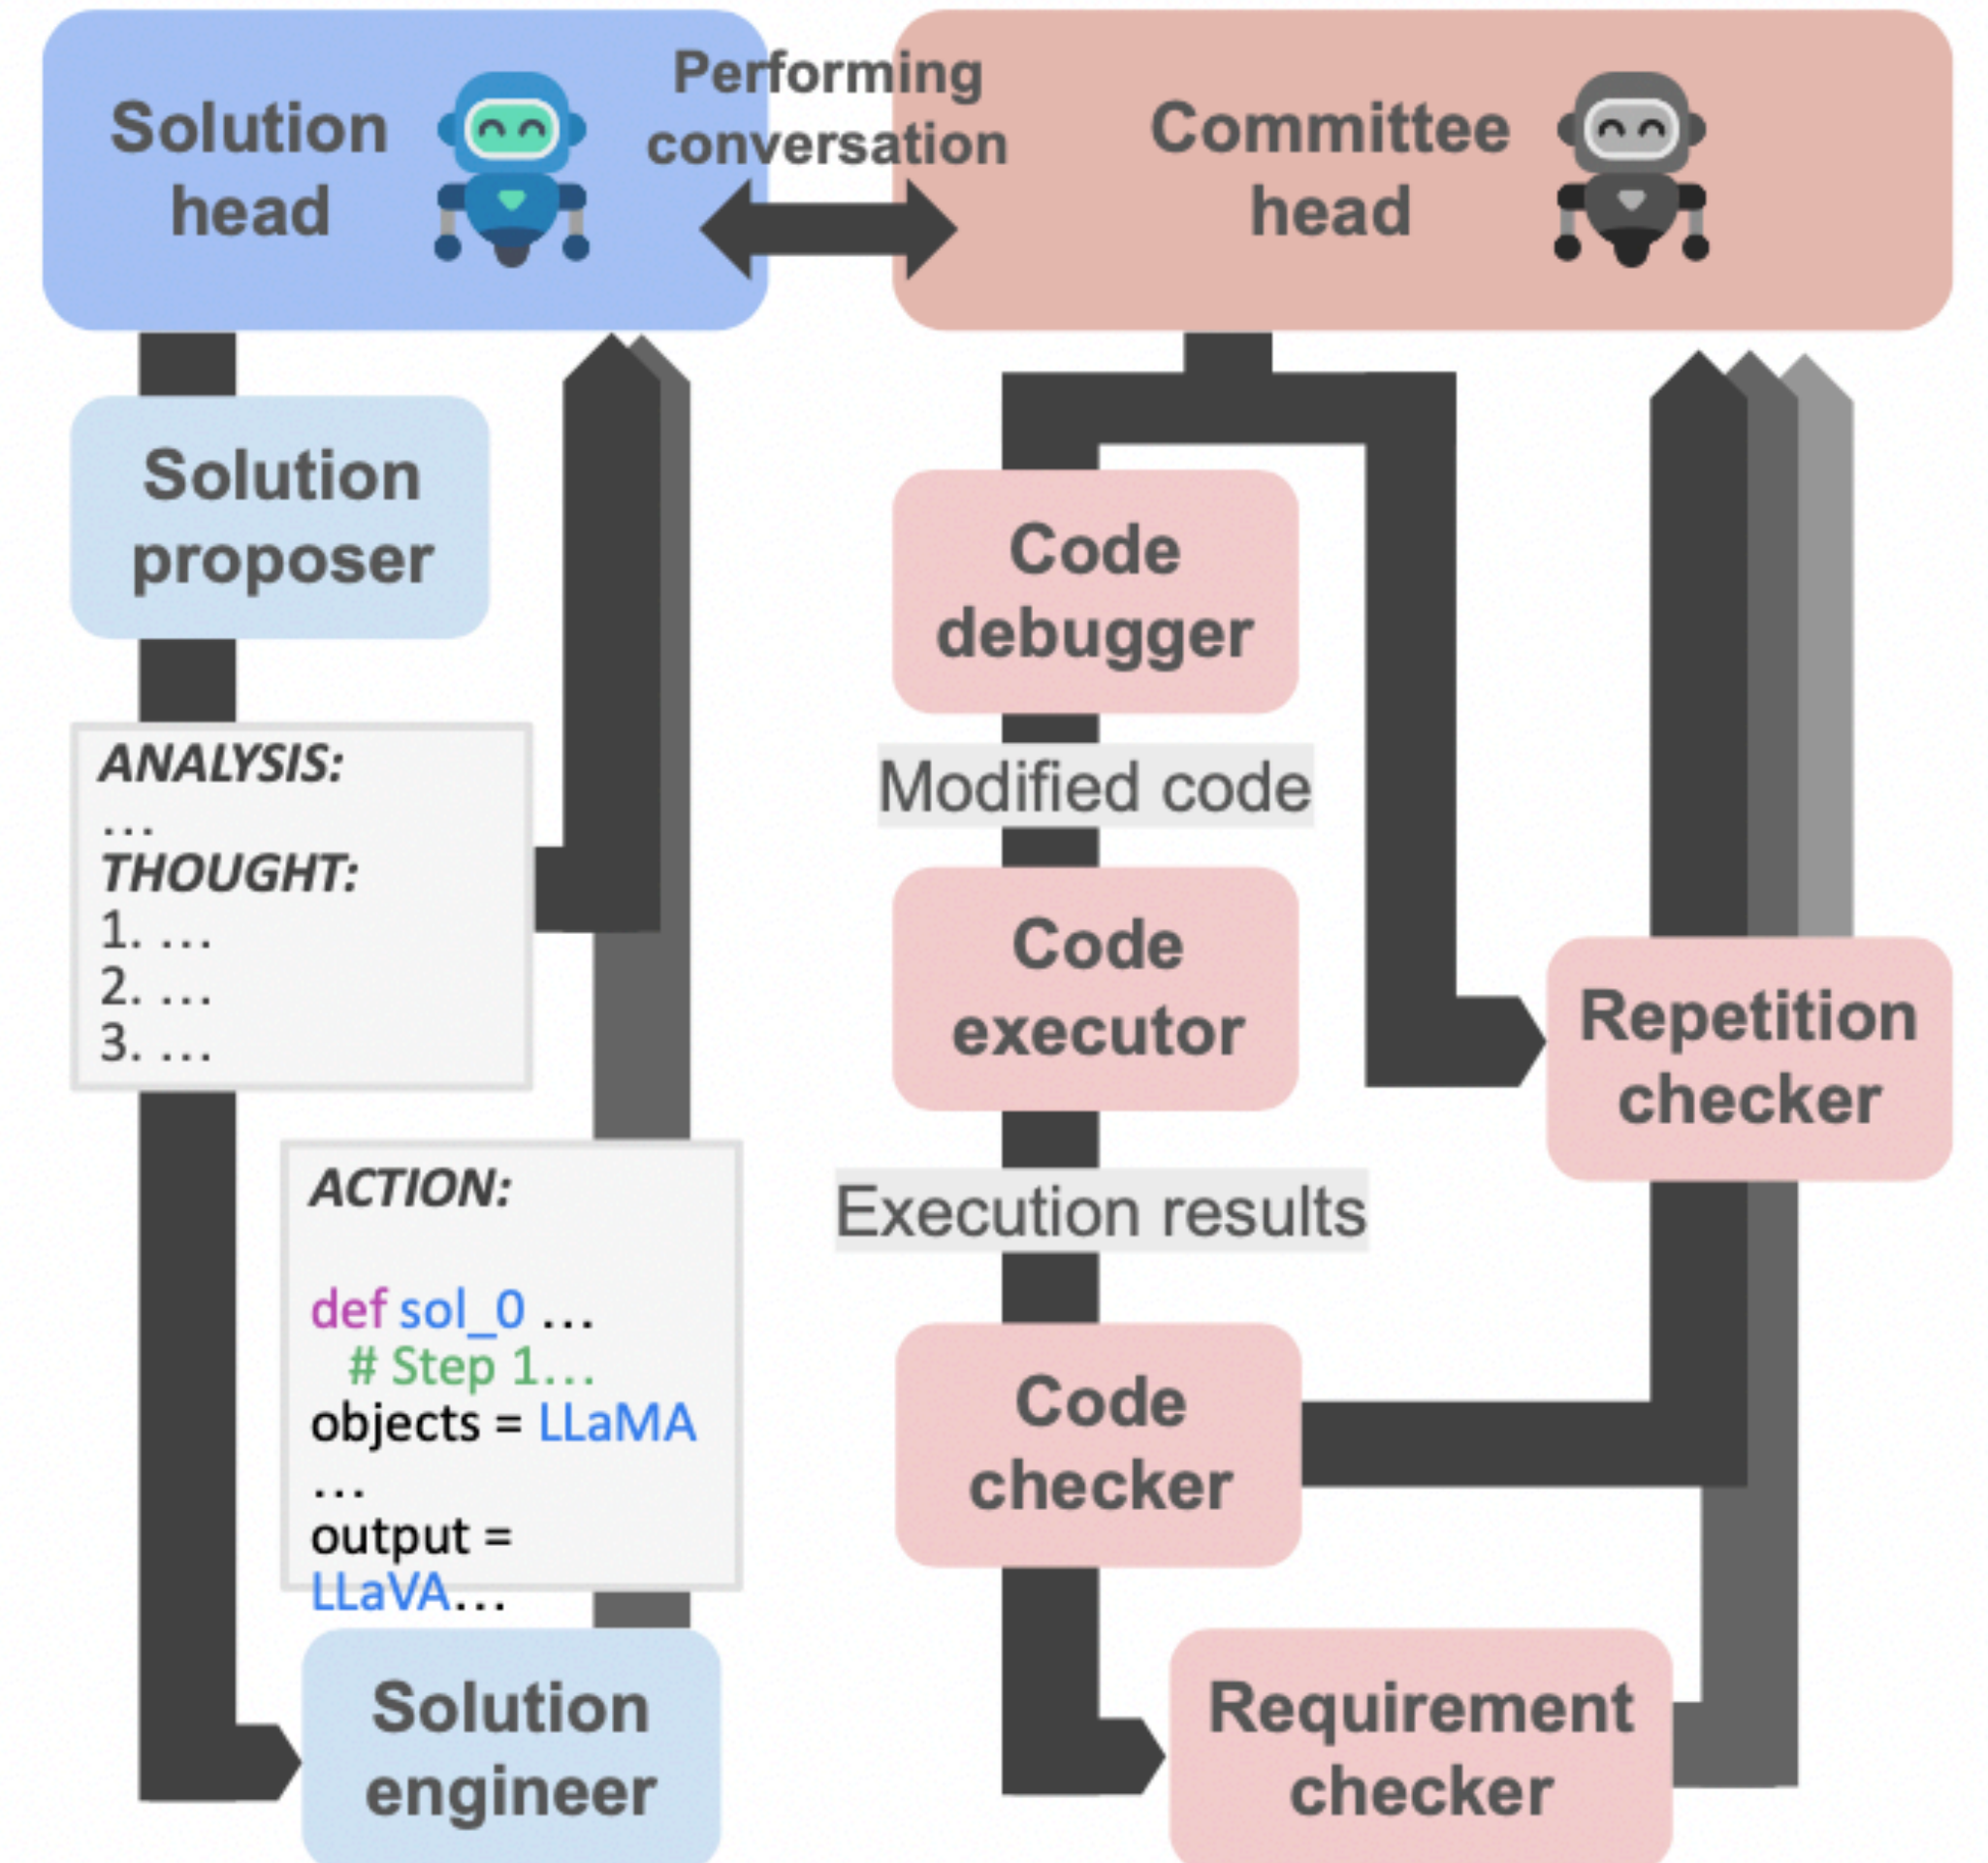 Solution
head
Performing
conversation
Committee
head
Solution
proposer
ANALYSIS:
...
THOUGHT:
1. ...
2. ...
3. ...
ACTION:
def sol_0 ...
# Step 1...
objects = LLaMA
...
output =
LLaVA...
Solution
engineer
Code
debugger
Modified code
Code
executor
Execution results
Code
checker
Repetition
checker
Requirement
checker